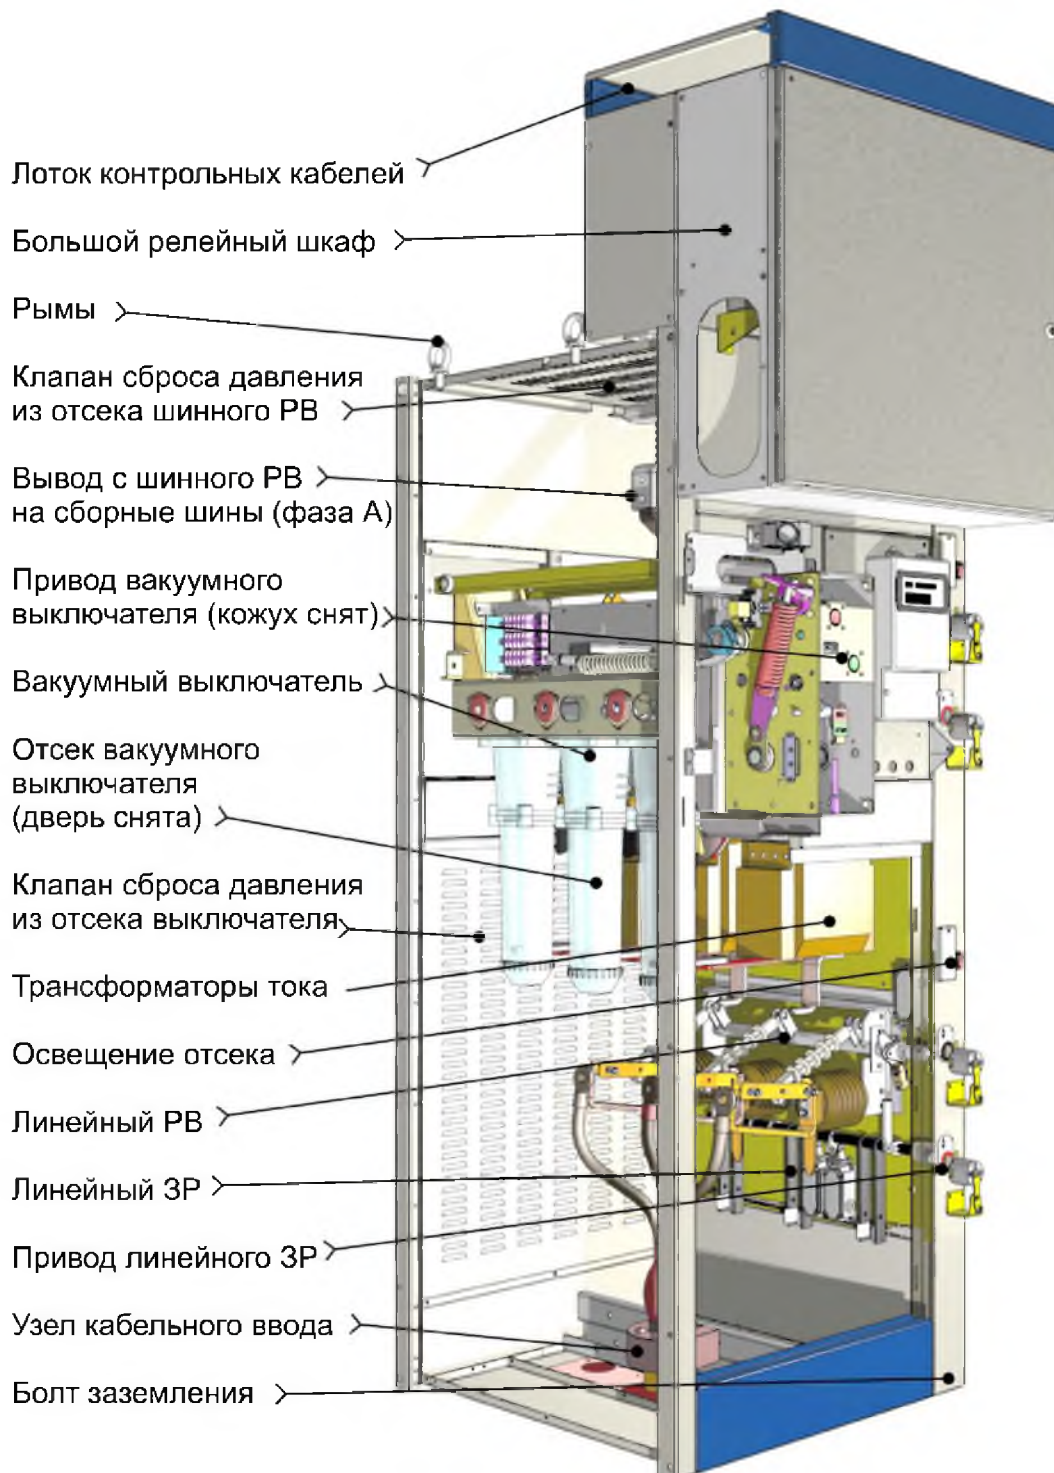 Лоток контрольных кабелей
Большой релейный шкаф
Рымы
Клапан сброса давления
из отсека шинного РВ
Вывод с шинного РВ
на сборные шины (фаза А)
Привод вакуумного
выключателя (кожух снят)
Вакуумный выключатель
Отсек вакуумного
выключателя
(дверь снята)
Клапан сброса давления
из отсека выключателя
Трансформаторы тока
Освещение отсека
Линейный РВ
Линейный ЗР
Привод линейного ЗР
Узел кабельного ввода
Болт заземления